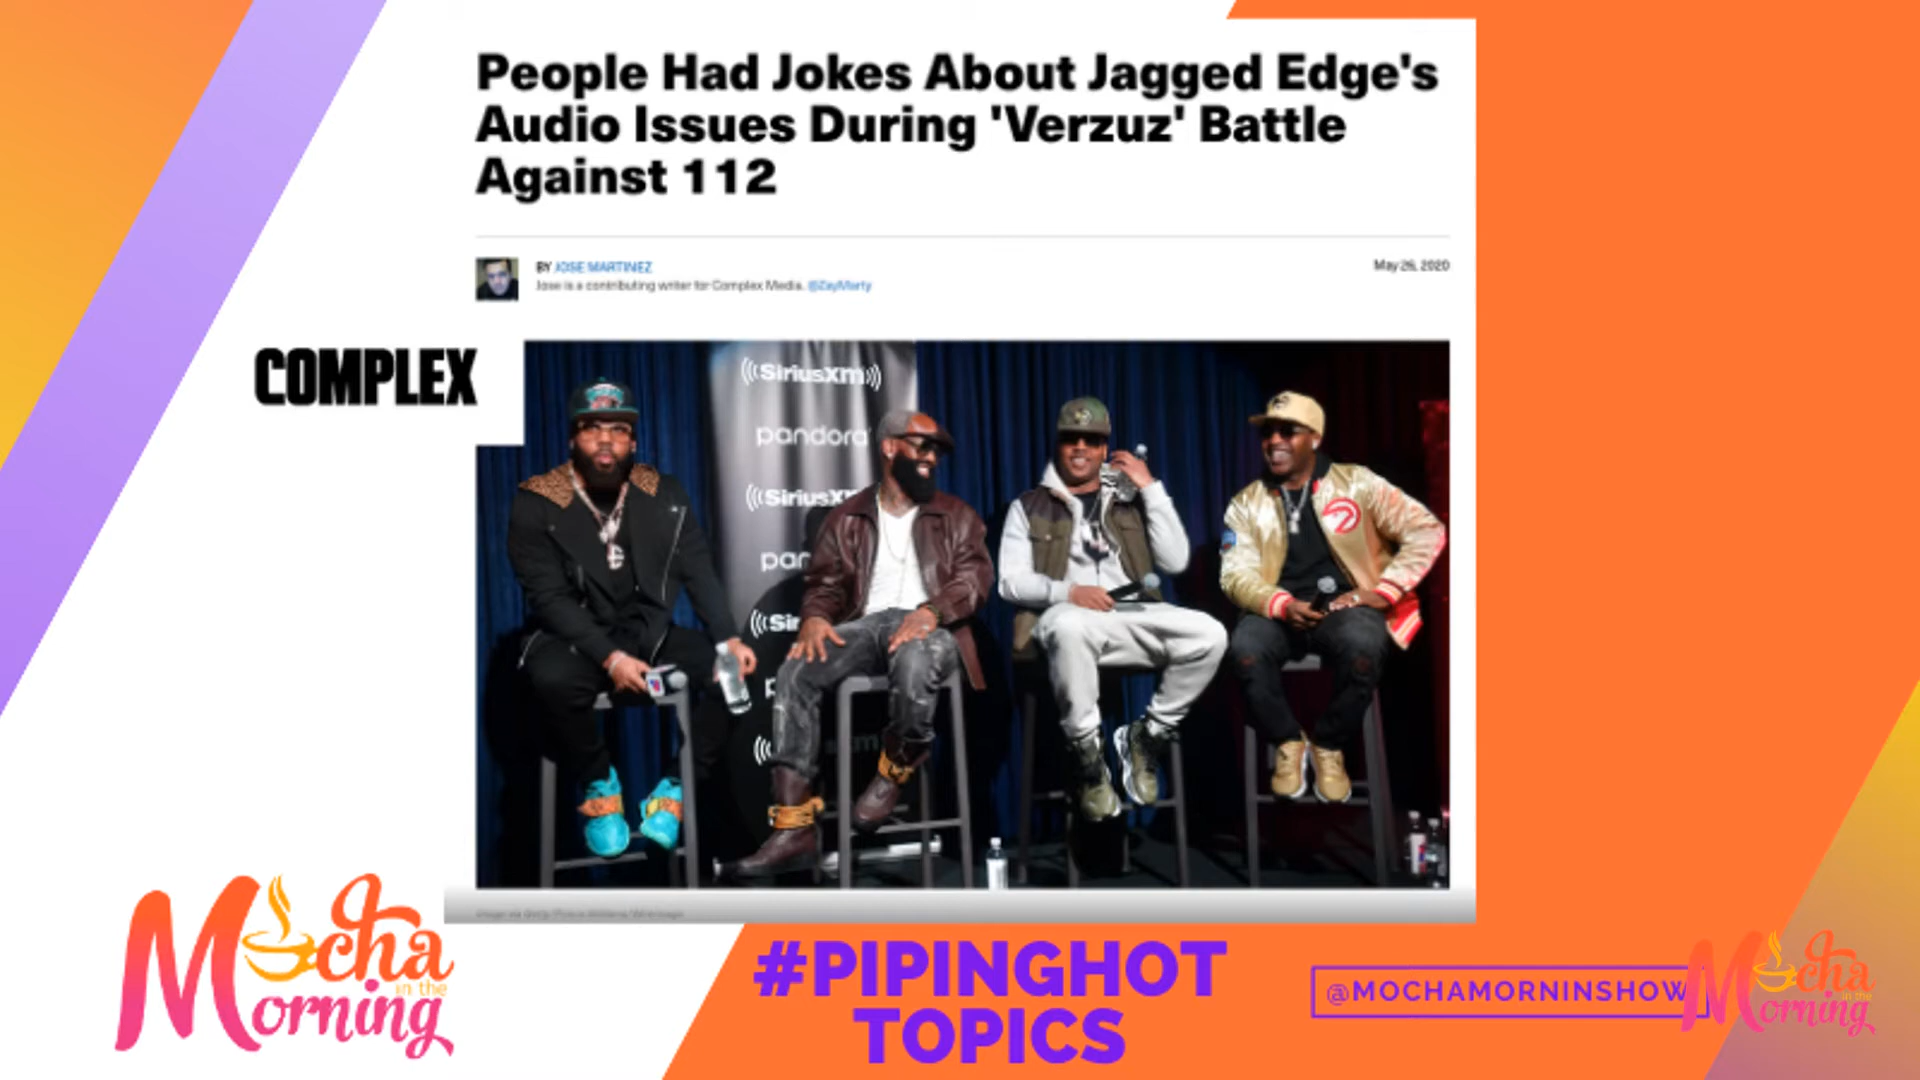 People Had Jokes About Jagged Edge's
Audio Issues During 'Verzuz' Battle
Against 112
BY JOSE MARTINEZ
Jose is a contributing writer for Complex Media. @ZayMarty
May 26, 2020
COMPLEX
((SiriusXm))
pandora
((SiriusX
pan
((Sir
p
Mocha
in the
Morning
#PIPINGHOT
TOPICS
@MOCHAMORNINSHOW
Mocha
in the
Morning